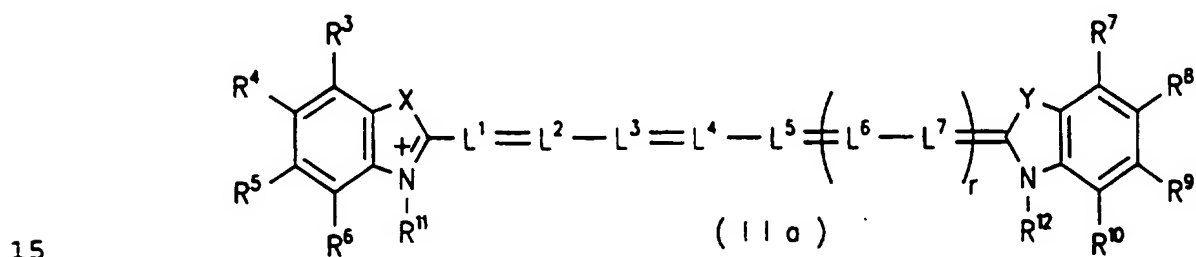 R³ R⁷
R⁴ X L¹=L²—L³=L⁴—L⁵=(L⁶—L⁷=)r Y R⁸
+
R⁵ N N R⁹
R⁶ R¹¹ R¹² R¹⁰
(IIa)
15